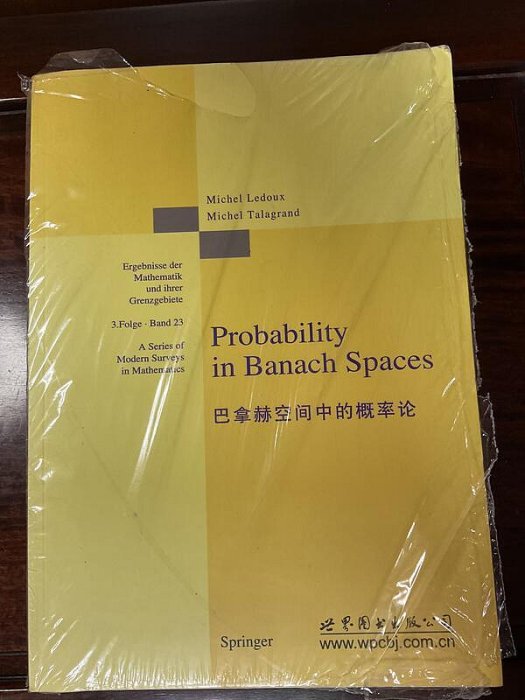 Michel Ledoux
Michel Talagrand
Ergebnisse der
Mathematik
und ihrer
Grenzgebiete
3.Folge · Band 23
A Series of
Modern Surveys
in Mathematics
Probability
in Banach Spaces
巴拿赫空间中的概率论
Springer
世界图书出版公司
www.wpcbj.com.cn